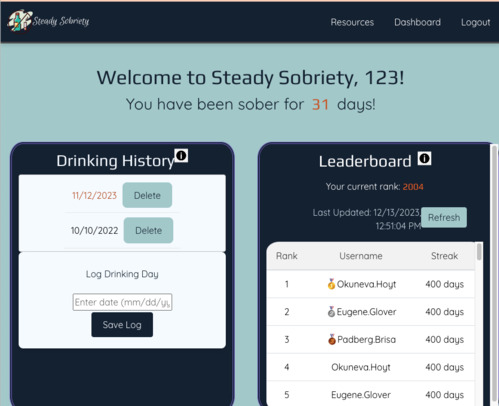 Steady Sobriety
Resources Dashboard Logout
Welcome to Steady Sobriety, 123!
You have been sober for 31 days!
Drinking History
11/12/2023 Delete
10/10/2022 Delete
Log Drinking Day
Enter date (mm/dd/yy
Save Log
Leaderboard
Your current rank: 2004
Last Updated: 12/13/2023,
12:51:04 PM
Refresh
Rank Username Streak
1 Okuneva.Hoyt 400 days
2 Eugene.Glover 400 days
3 Padberg.Brisa 400 days
4 Okuneva.Hoyt 400 days
5 Eugene.Glover 400 days